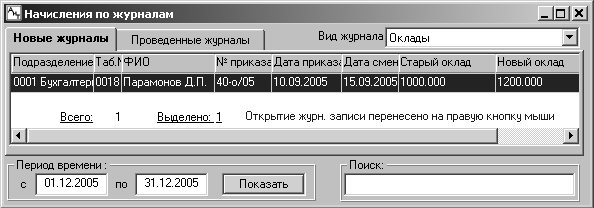 Начисления по журналам
Новые журналы Проведенные журналы Вид журнала Оклады
Подразделение Таб.№ ФИО № приказа Дата приказа Дата смен Старый оклад Новый оклад
0001 Бухгалтери 0018 Парамонов Д.П. 40-о/05 10.09.2005 15.09.2005 1000.000 1200.000
Всего: 1 Выделено: 1 Открытие журн. записи перенесено на правую кнопку мыши
Период времени : Поиск:
с 01.12.2005 по 31.12.2005 Показать